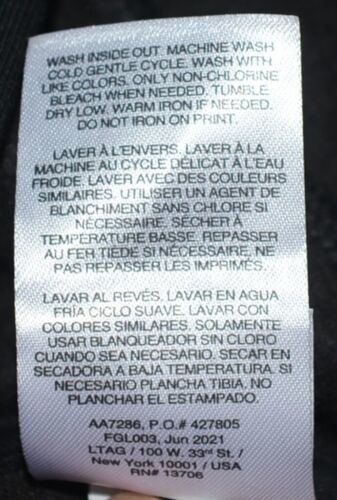 WASH INSIDE OUT. MACHINE WASH
COLD GENTLE CYCLE. WASH WITH
LIKE COLORS. ONLY NON-CHLORINE
BLEACH WHEN NEEDED. TUMBLE
DRY LOW. WARM IRON IF NEEDED.
DO NOT IRON ON PRINT.
LAVER À L'ENVERS. LAVER À LA
MACHINE AU CYCLE DÉLICAT À L'EAU
FROIDE. LAVER AVEC DES COULEURS
SIMILAIRES. UTILISER UN AGENT DE
BLANCHIMENT SANS CHLORE SI
NÉCESSAIRE. SÉCHER À
TEMPÉRATURE BASSE. REPASSER
AU FER TIÈDE SI NÉCESSAIRE. NE
PAS REPASSER LES IMPRIMÉS.
LAVAR AL REVÉS. LAVAR EN AGUA
FRÍA CICLO SUAVE. LAVAR CON
COLORES SIMILARES. SOLAMENTE
USAR BLANQUEADOR SIN CLORO
CUANDO SEA NECESARIO. SECAR EN
SECADORA A BAJA TEMPERATURA. SI
NECESARIO PLANCHA TIBIA. NO
PLANCHAR EL ESTAMPADO.
AA7286, P.O.# 427805
FGL003, Jun 2021
LTAG / 100 W. 33rd St. /
New York 10001 / USA
RN# 13706